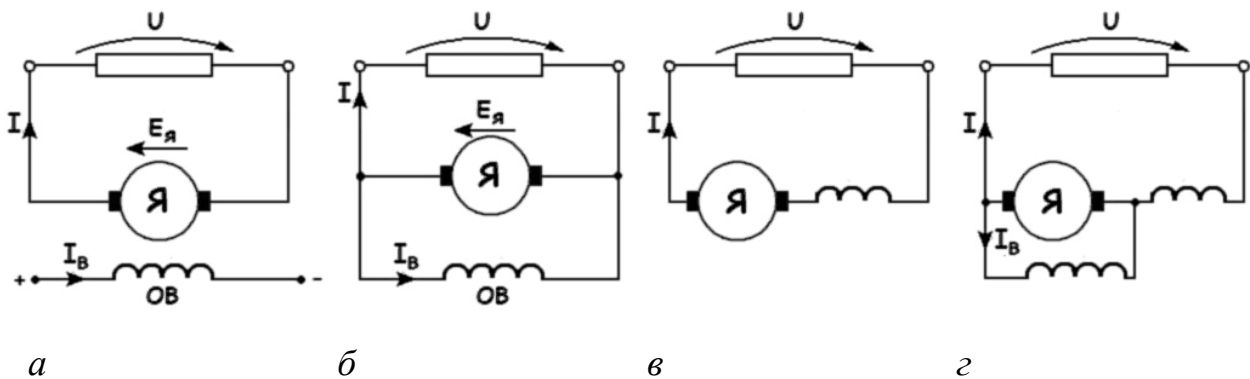 U U U U
I Eя I Eя I I
Я Я Я Я
+ Iв - Iв Iв
ОВ ОВ
а б в г